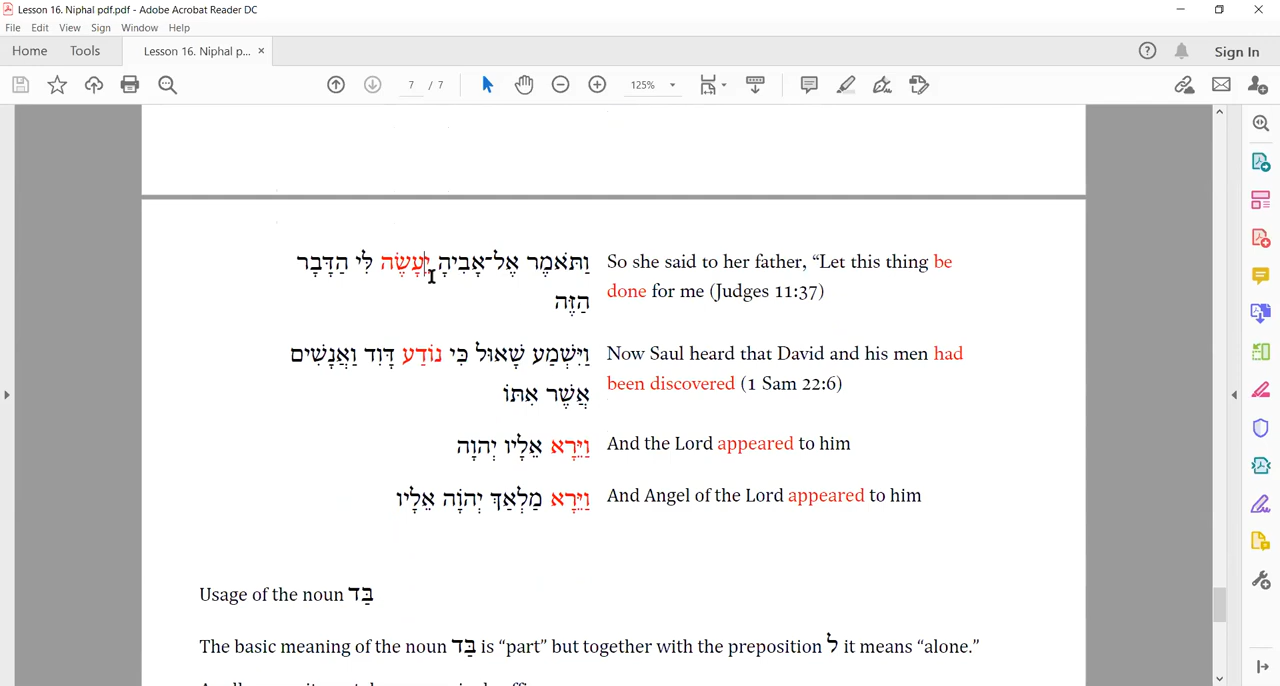 Lesson 16. Niphal pdf.pdf - Adobe Acrobat Reader DC
File Edit View Sign Window Help
Home Tools Lesson 16. Niphal p... × Sign In
7 / 7 125%
וַתֹּאמֶר אֶל־אָבִיהָ יֵעָשֶׂה לִּי הַדָּבָר So she said to her father, “Let this thing be
הַזֶּה done for me (Judges 11:37)
וַיִּשְׁמַע שָׁאוּל כִּי נוֹדַע דָּוִד וַאֲנָשִׁים Now Saul heard that David and his men had
אֲשֶׁר אִתּוֹ been discovered (1 Sam 22:6)
וַיֵּרָא אֵלָיו יְהוָה And the Lord appeared to him
וַיֵּרָא מַלְאַךְ יְהוָֹה אֵלָיו And Angel of the Lord appeared to him
Usage of the noun בַּד
The basic meaning of the noun בַּד is “part” but together with the preposition ל it means “alone.”